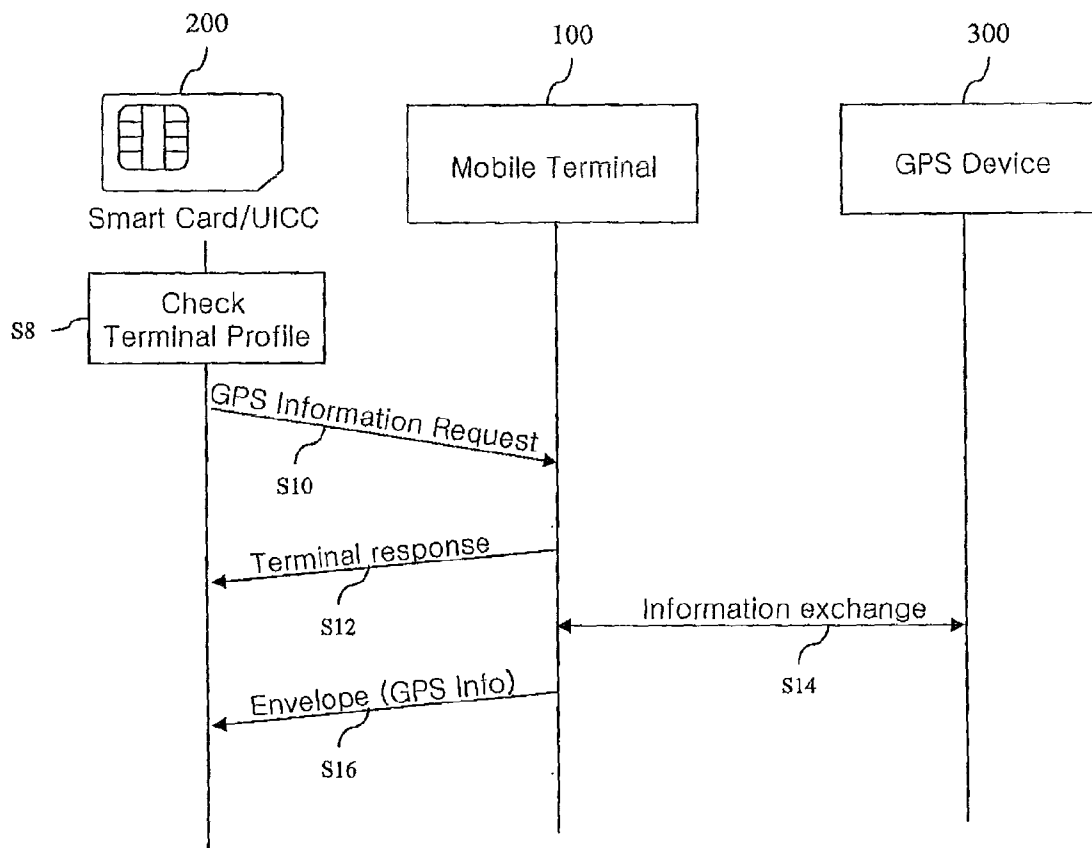 200
100
300
Smart Card/UICC
Mobile Terminal
GPS Device
S8
Check
Terminal Profile
GPS Information Request
S10
Terminal response
S12
Information exchange
S14
Envelope (GPS Info)
S16